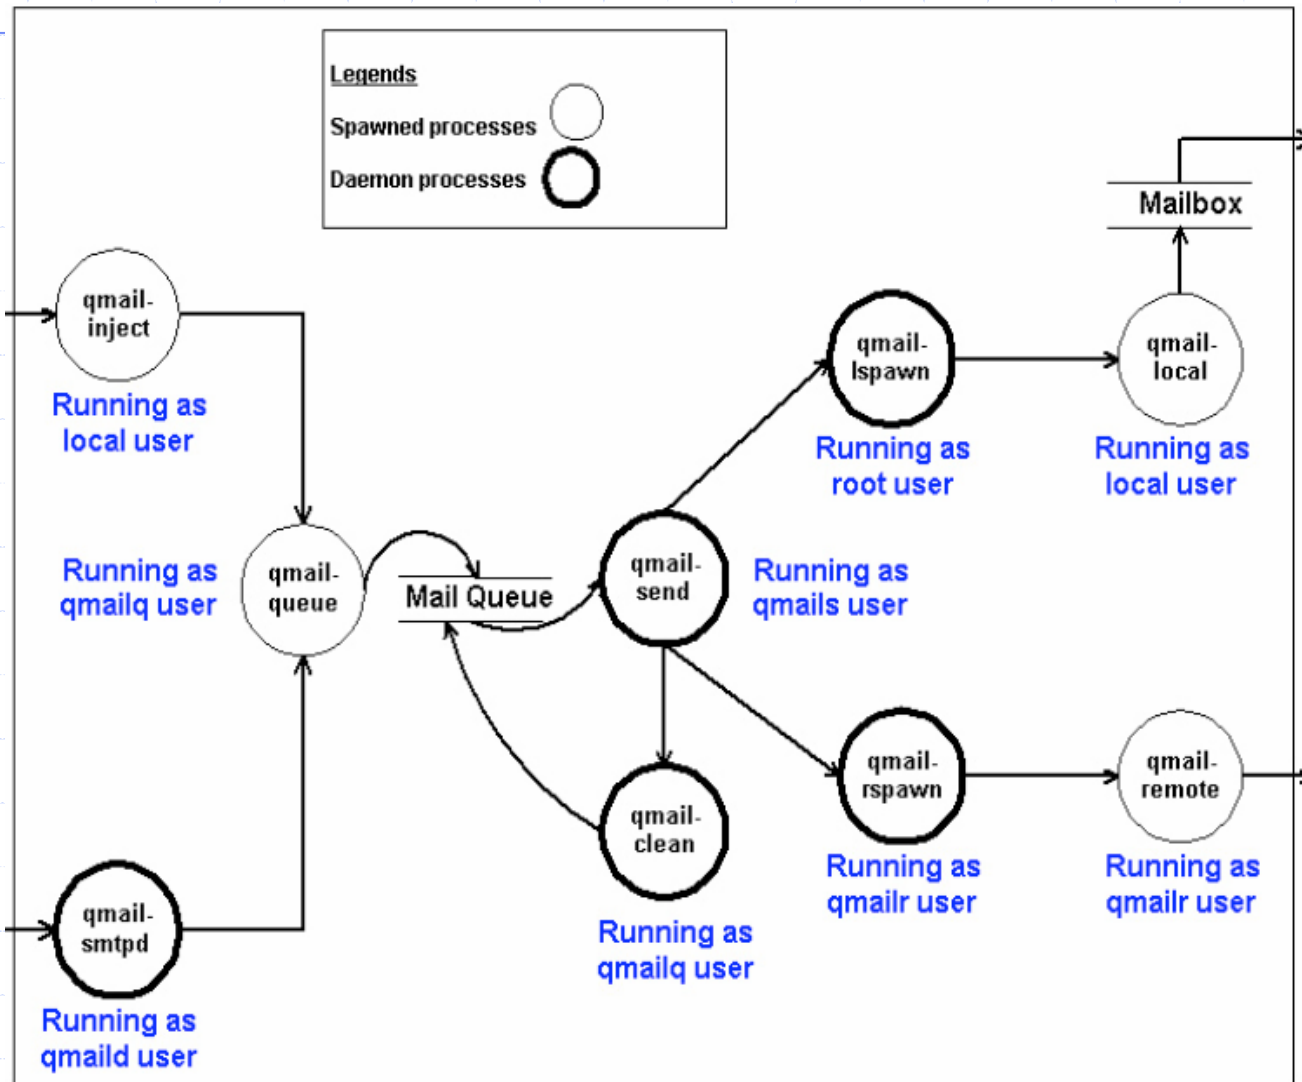 Legends
Spawned processes
Daemon processes
Mailbox
qmail-
inject
Running as
local user
qmail-
lspawn
Running as
root user
qmail-
local
Running as
local user
Running as
qmailq user
qmail-
queue
Mail Queue
qmail-
send
Running as
qmails user
qmail-
clean
Running as
qmailq user
qmail-
rspawn
Running as
qmailr user
qmail-
remote
Running as
qmailr user
qmail-
smtpd
Running as
qmaild user